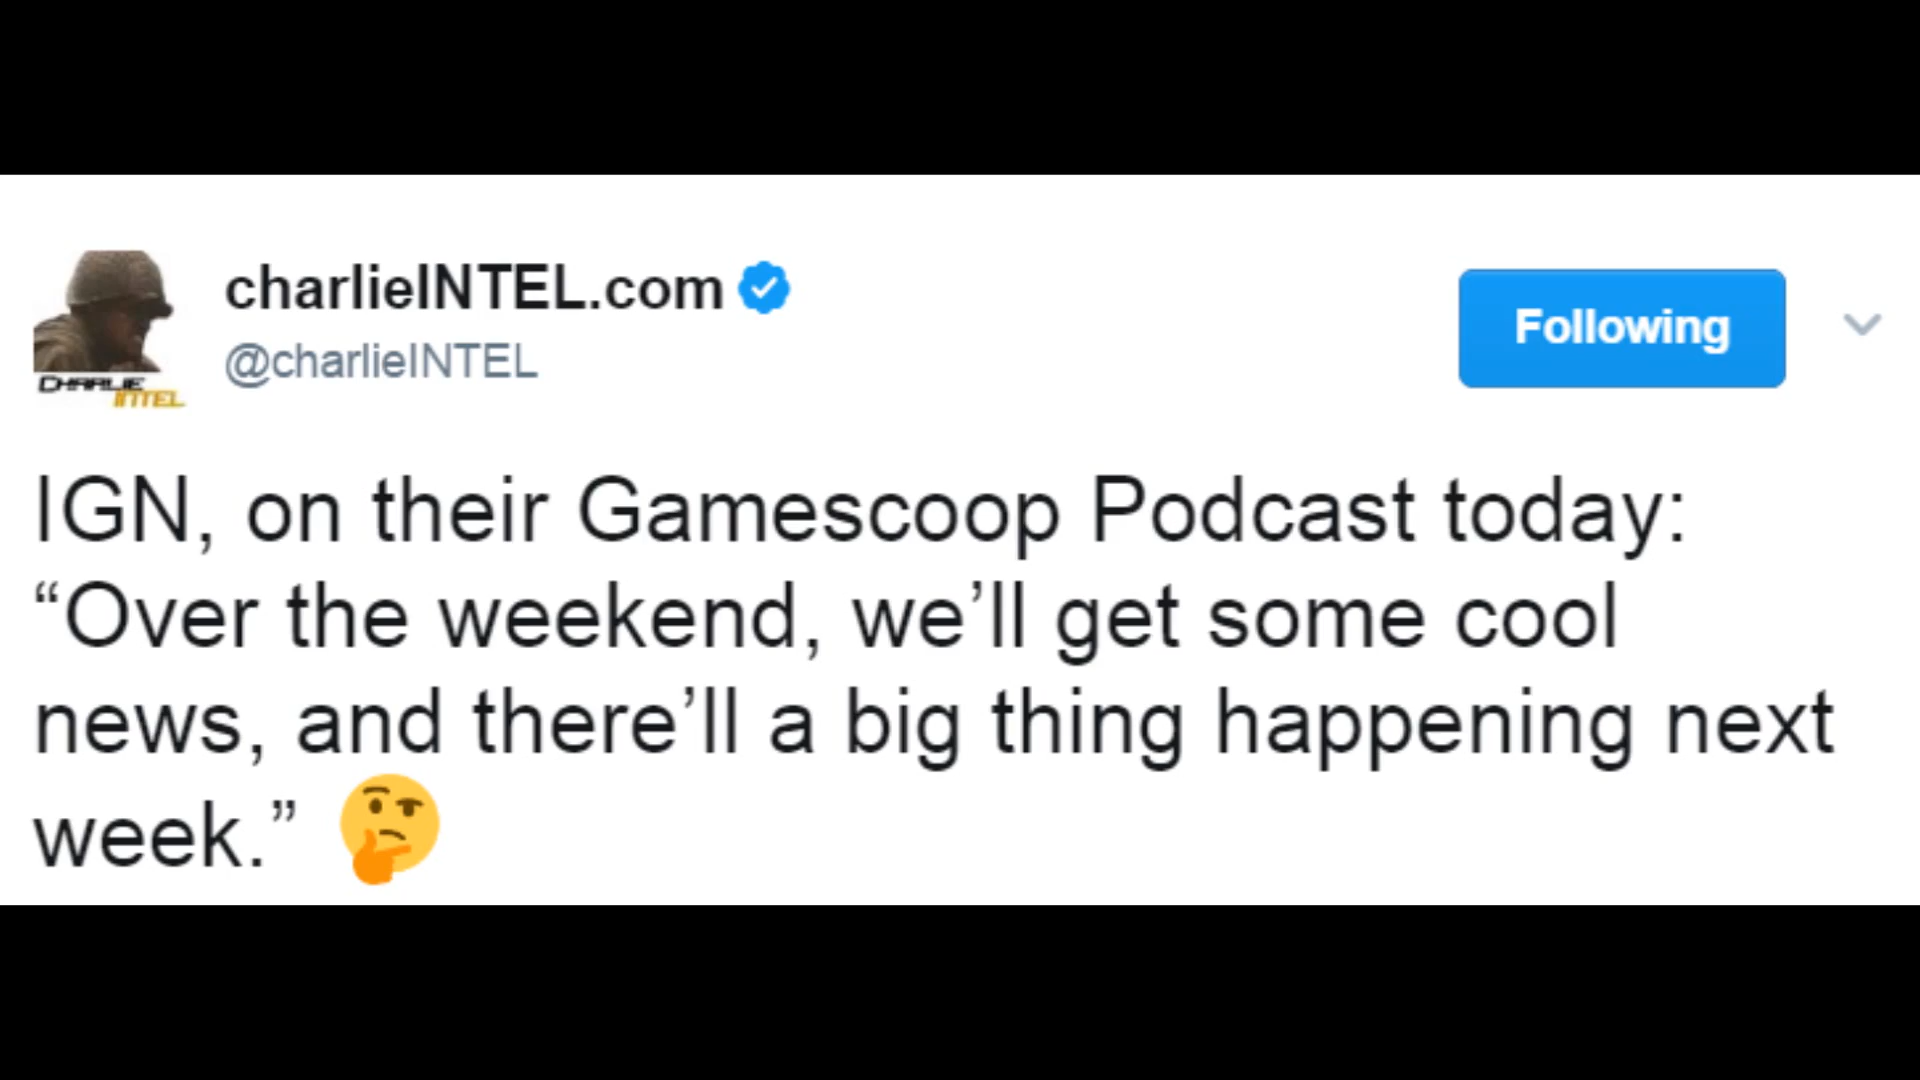 charlieINTEL.com
@charlieINTEL
Following
CHARLIE
INTEL
IGN, on their Gamescoop Podcast today:
“Over the weekend, we’ll get some cool
news, and there’ll a big thing happening next
week.” 🤔